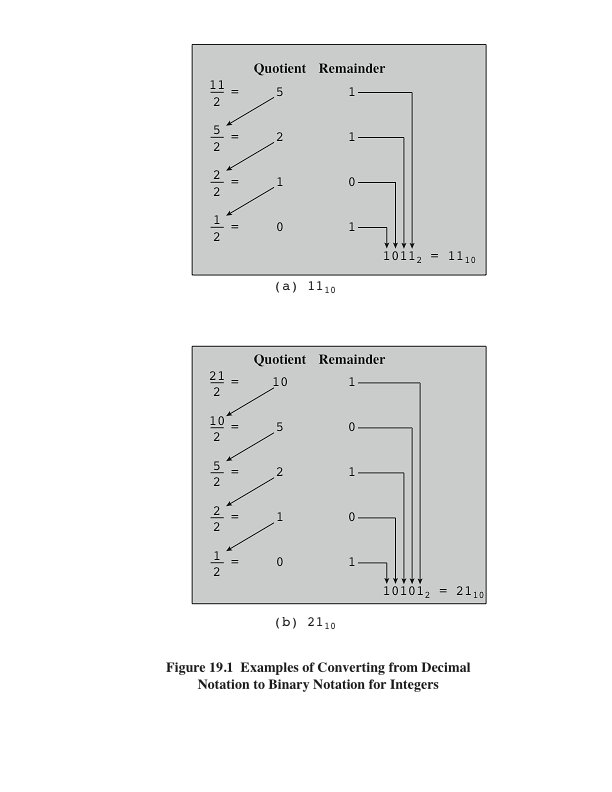 Quotient Remainder
11/2 = 5 1
5/2 = 2 1
2/2 = 1 0
1/2 = 0 1
1011₂ = 11₁₀
(a) 11₁₀
Quotient Remainder
21/2 = 10 1
10/2 = 5 0
5/2 = 2 1
2/2 = 1 0
1/2 = 0 1
10101₂ = 21₁₀
(b) 21₁₀
Figure 19.1 Examples of Converting from Decimal
Notation to Binary Notation for Integers